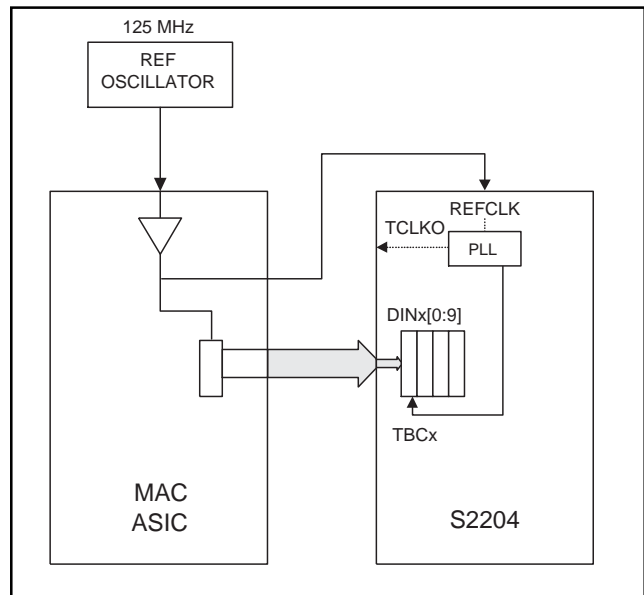 125 MHz
REF
OSCILLATOR
REFCLK
TCLKO
PLL
DINx[0:9]
TBCx
MAC
ASIC
S2204